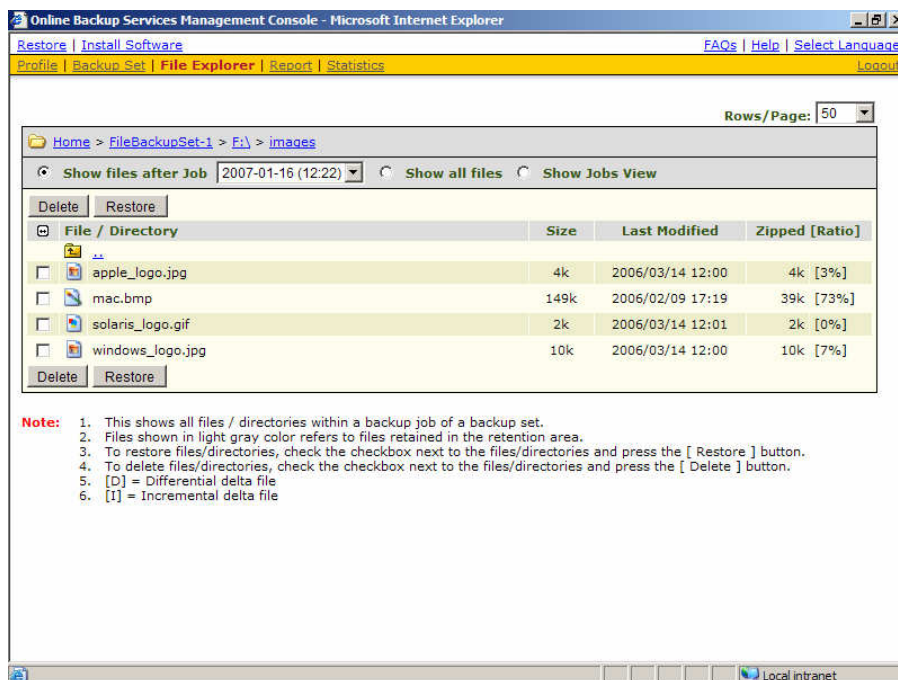 Online Backup Services Management Console - Microsoft Internet Explorer
Restore | Install Software FAQs | Help | Select Language
Profile | Backup Set | File Explorer | Report | Statistics Logout
Rows/Page: 50
Home > FileBackupSet-1 > F:\ > images
Show files after Job 2007-01-16 (12:22) Show all files Show Jobs View
Delete Restore
File / Directory Size Last Modified Zipped [Ratio]
..
apple_logo.jpg 4k 2006/03/14 12:00 4k [3%]
mac.bmp 149k 2006/02/09 17:19 39k [73%]
solaris_logo.gif 2k 2006/03/14 12:01 2k [0%]
windows_logo.jpg 10k 2006/03/14 12:00 10k [7%]
Delete Restore
Note: 1. This shows all files / directories within a backup job of a backup set.
2. Files shown in light gray color refers to files retained in the retention area.
3. To restore files/directories, check the checkbox next to the files/directories and press the [ Restore ] button.
4. To delete files/directories, check the checkbox next to the files/directories and press the [ Delete ] button.
5. [D] = Differential delta file
6. [I] = Incremental delta file
Local intranet